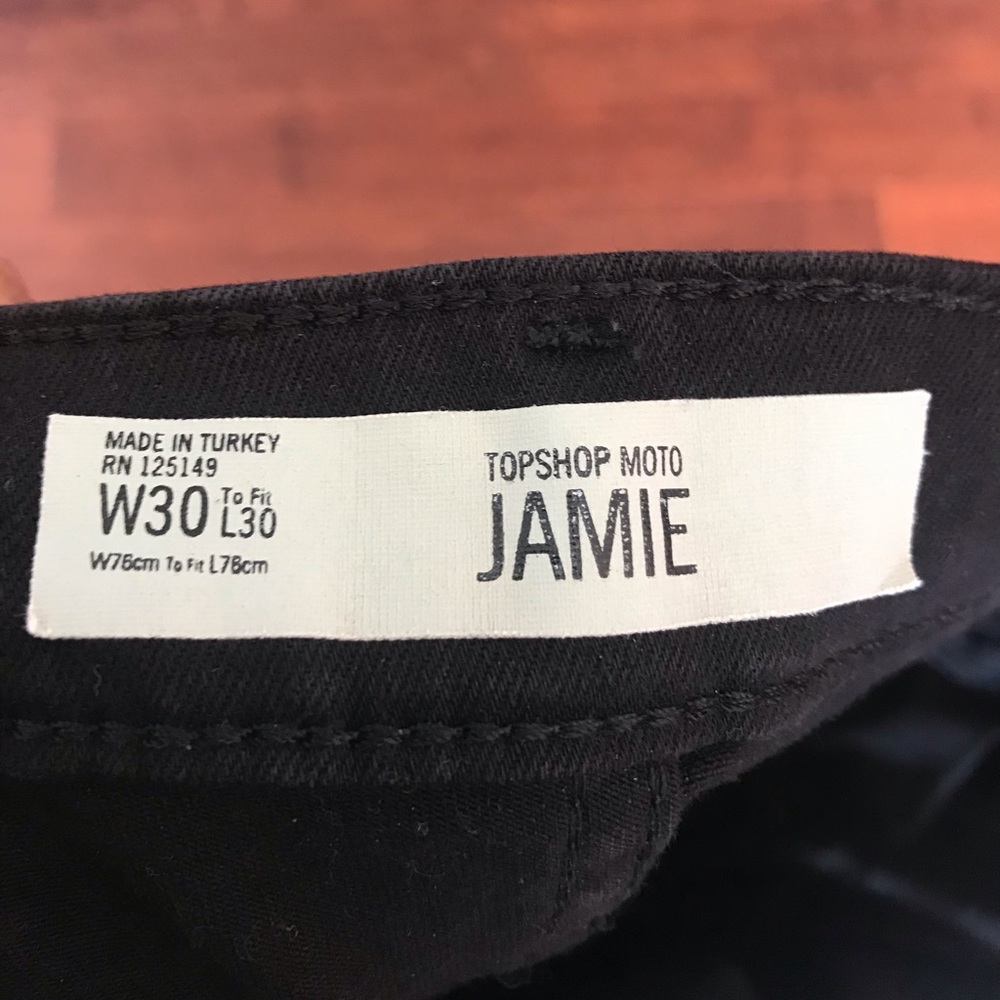 MADE IN TURKEY
RN 125149
W30 To Fit L30
W76cm To Fit L76cm
TOPSHOP MOTO
JAMIE